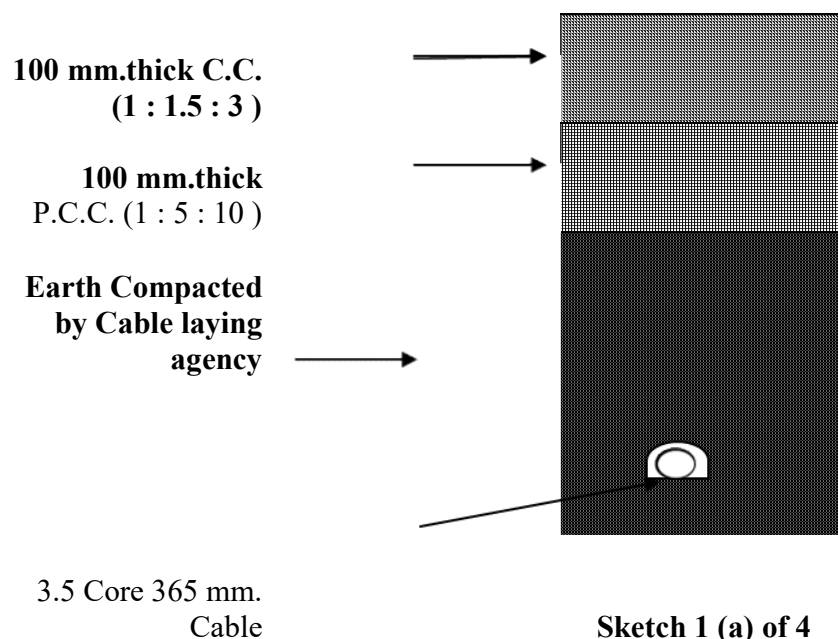 100 mm.thick C.C.
(1 : 1.5 : 3 )
100 mm.thick
P.C.C. (1 : 5 : 10 )
Earth Compacted
by Cable laying
agency
3.5 Core 365 mm.
Cable
Sketch 1 (a) of 4